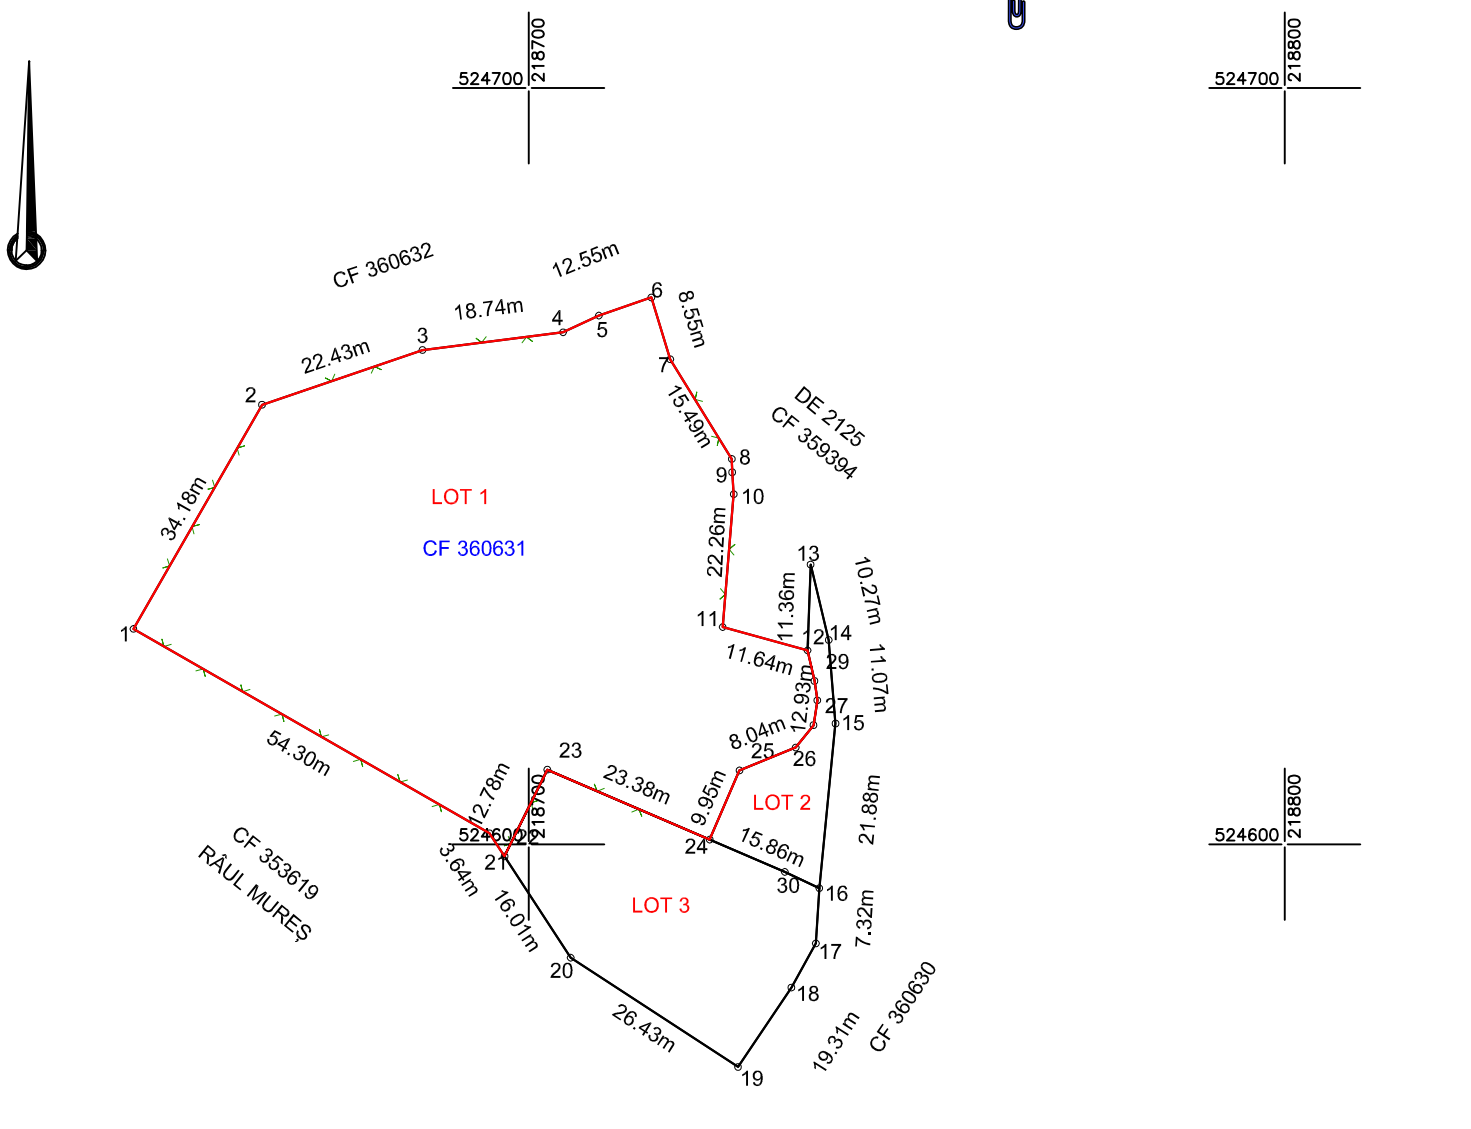 218700
524700
218800
524700
CF 360632
12.55m
6
8.55m
18.74m
4
5
3
22.43m
7
2
15.49m
DE 2125
CF 359394
8
9
10
LOT 1
34.18m
22.26m
CF 360631
13
10.27m
11.36m
11
12
14
1
11.64m
29
11.07m
12.93m
27
15
8.04m
54.30m
23
25
26
12.78m
23.38m
9.95m
LOT 2
21.88m
218700
524600
22
218800
524600
15.86m
24
21
3.64m
30
16
CF 353619
RÂUL MUREȘ
LOT 3
16.01m
7.32m
17
20
18
CF 360630
26.43m
19.31m
19